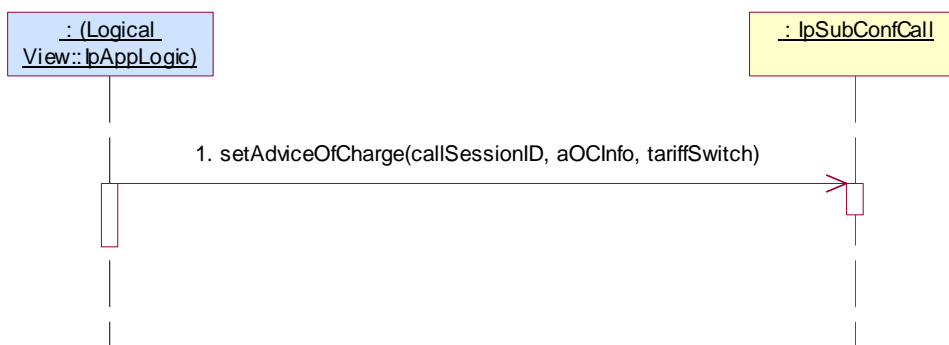 : (Logical
View::IpAppLogic)
: IpSubConfCall
1. setAdviceOfCharge(callSessionID, aOCInfo, tariffSwitch)